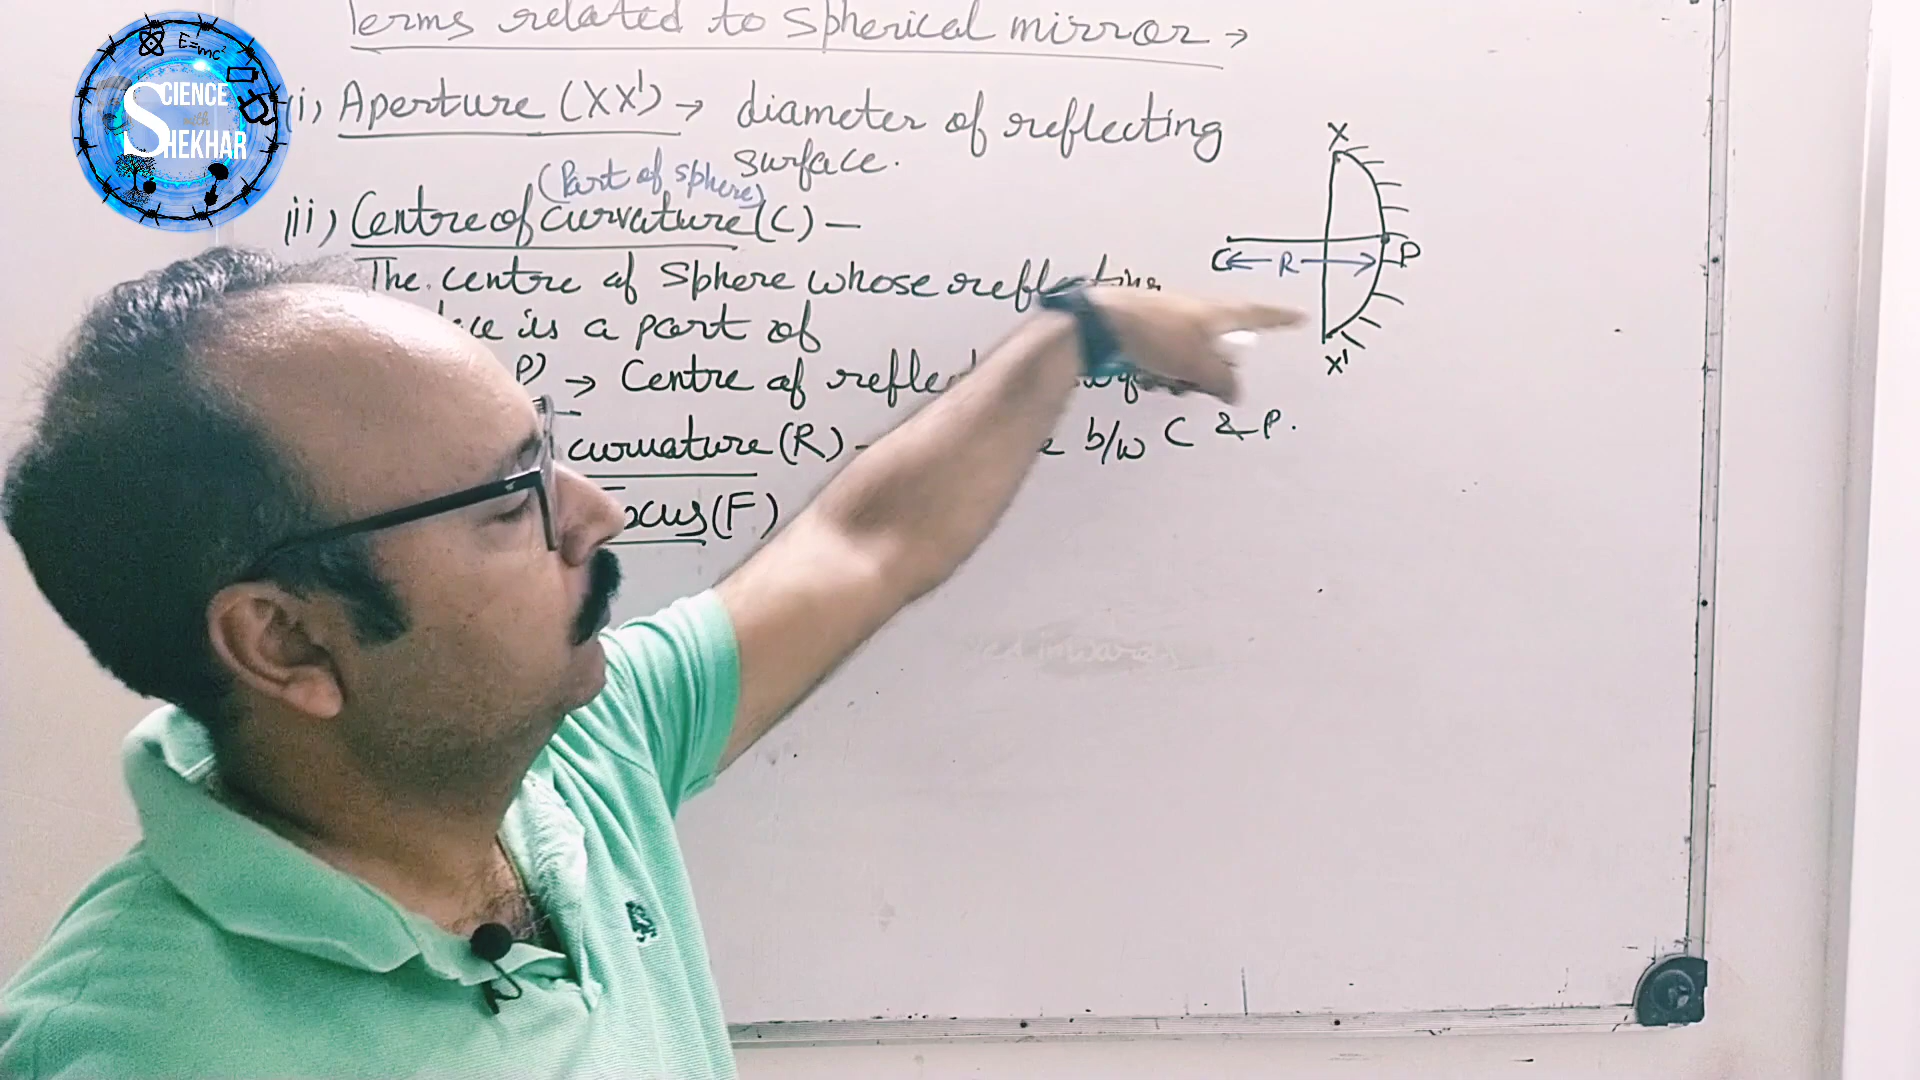 E=mc²
SCIENCE
with
SHEKHAR
Terms related to Spherical mirror →
(i) Aperture (XX') → diameter of reflecting
surface.
(Part of sphere)
(ii) Centre of curvature (C) –
The centre of Sphere whose reflecting
is a part of
P) → Centre of
curvature (R) – b/w C & P.
(F)
X
C R P
X'